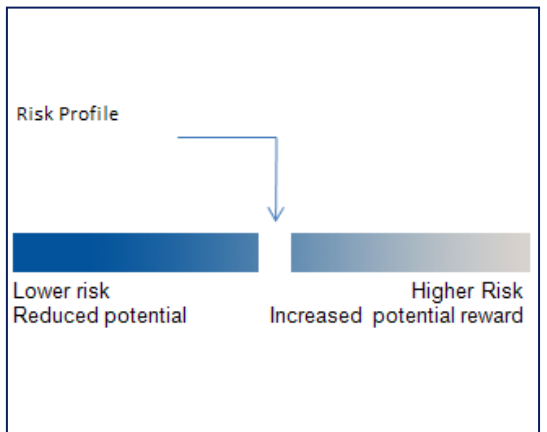 Risk Profile
Lower risk
Reduced potential
Higher Risk
Increased potential reward